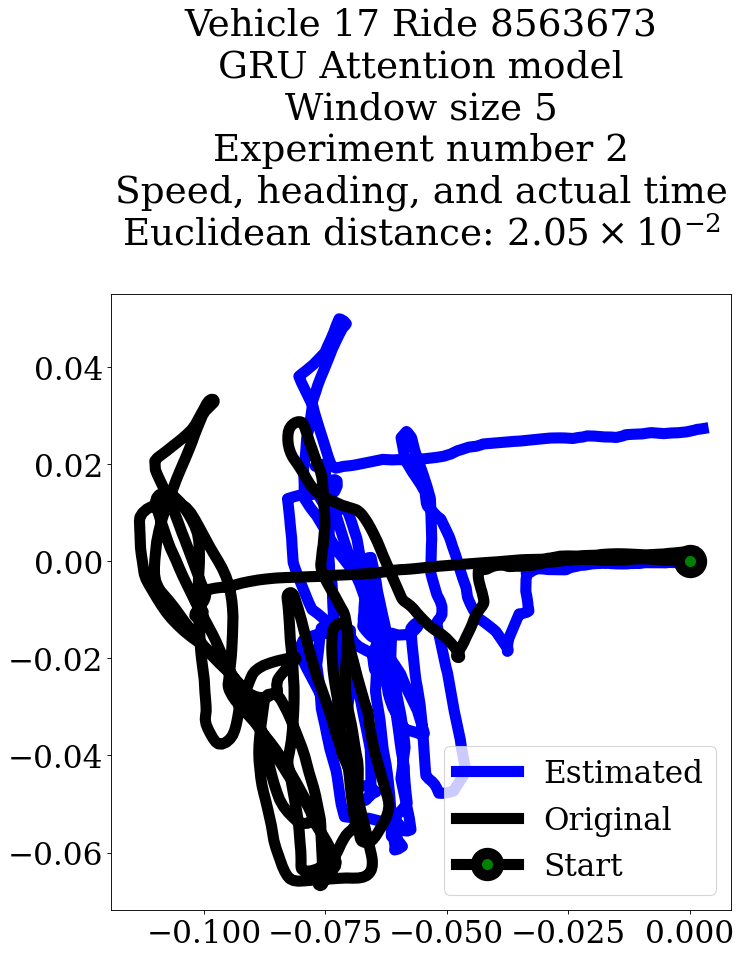 Vehicle 17 Ride 8563673
GRU Attention model
Window size 5
Experiment number 2
Speed, heading, and actual time
Euclidean distance: 2.05 × 10⁻²
0.04
0.02
0.00
−0.02
−0.04
−0.06
Estimated
Original
Start
−0.100 −0.075 −0.050 −0.025 0.000